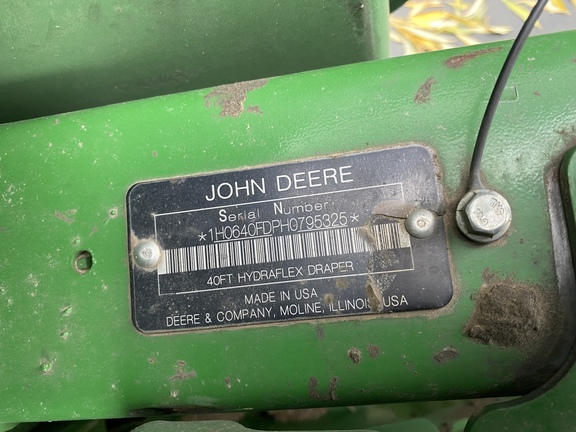 JOHN DEERE
Serial Number
*1H0640FDPH0795325*
40FT HYDRAFLEX DRAPER
MADE IN USA
DEERE & COMPANY, MOLINE, ILLINOIS, USA